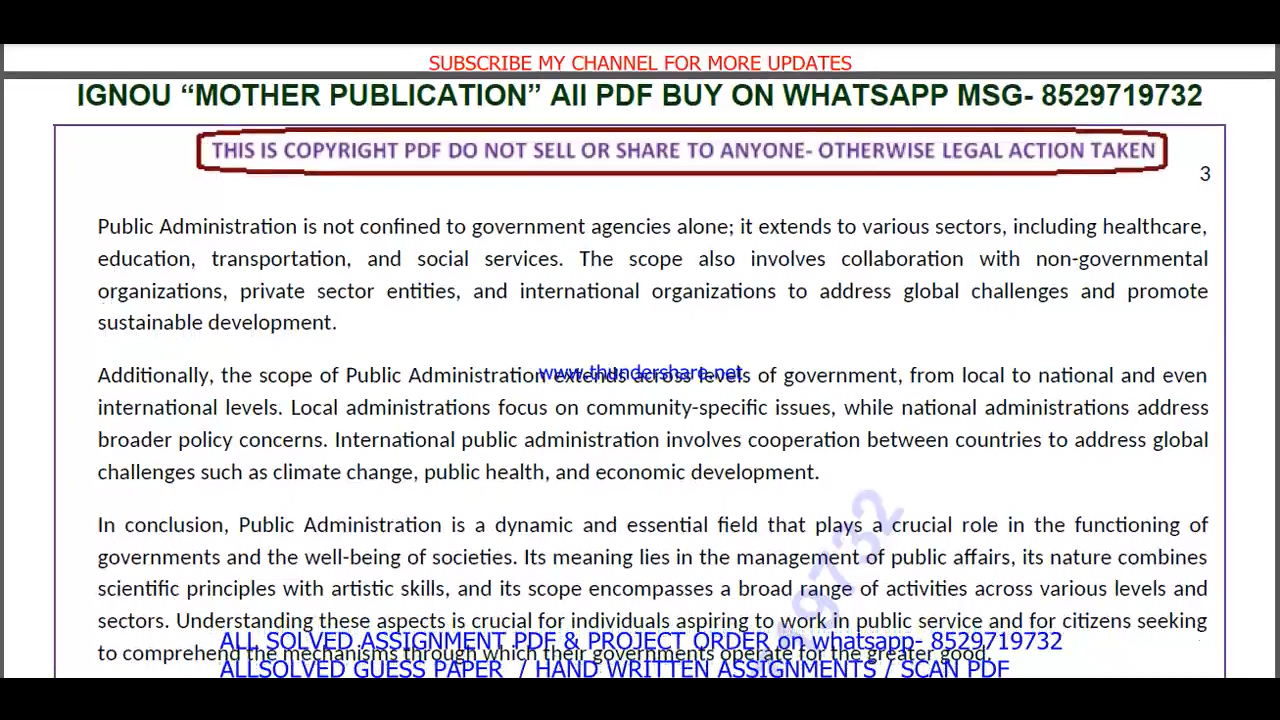 SUBSCRIBE MY CHANNEL FOR MORE UPDATES
IGNOU “MOTHER PUBLICATION” All PDF BUY ON WHATSAPP MSG- 8529719732
THIS IS COPYRIGHT PDF DO NOT SELL OR SHARE TO ANYONE- OTHERWISE LEGAL ACTION TAKEN
3
Public Administration is not confined to government agencies alone; it extends to various sectors, including healthcare,
education, transportation, and social services. The scope also involves collaboration with non-governmental
organizations, private sector entities, and international organizations to address global challenges and promote
sustainable development.
www.thundershare.net
Additionally, the scope of Public Administration extends across levels of government, from local to national and even
international levels. Local administrations focus on community-specific issues, while national administrations address
broader policy concerns. International public administration involves cooperation between countries to address global
challenges such as climate change, public health, and economic development.
In conclusion, Public Administration is a dynamic and essential field that plays a crucial role in the functioning of
governments and the well-being of societies. Its meaning lies in the management of public affairs, its nature combines
scientific principles with artistic skills, and its scope encompasses a broad range of activities across various levels and
sectors. Understanding these aspects is crucial for individuals aspiring to work in public service and for citizens seeking
ALL SOLVED ASSIGNMENT PDF & PROJECT ORDER on whatsapp- 8529719732
to comprehend the mechanisms through which their governments operate for the greater good.
ALLSOLVED GUESS PAPER / HAND WRITTEN ASSIGNMENTS / SCAN PDF
9732